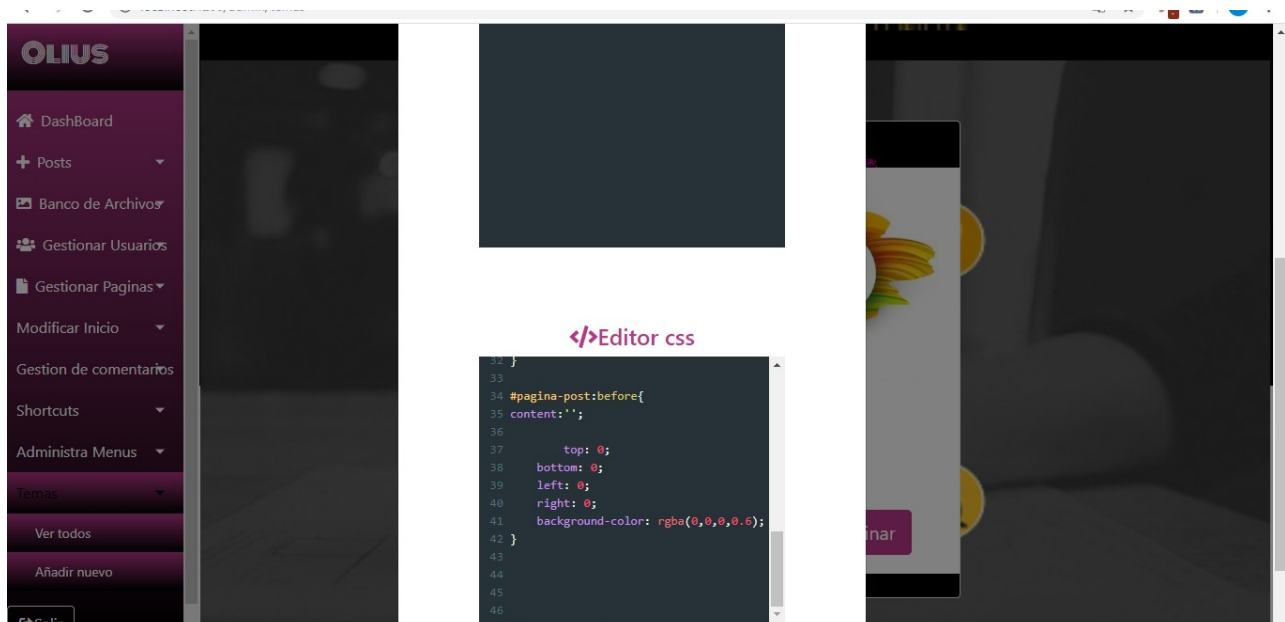 OLIUS
DashBoard
+ Posts
Banco de Archivos
Gestionar Usuarios
Gestionar Paginas
Modificar Inicio
Gestion de comentarios
Shortcuts
Administra Menus
Temas
Ver todos
Añadir nuevo
</>Editor css
32 }
33
34 #pagina-post:before{
35 content:'';
36
37 top: 0;
38 bottom: 0;
39 left: 0;
40 right: 0;
41 background-color: rgba(0,0,0,0.6);
42 }
43
44
45
46
inar